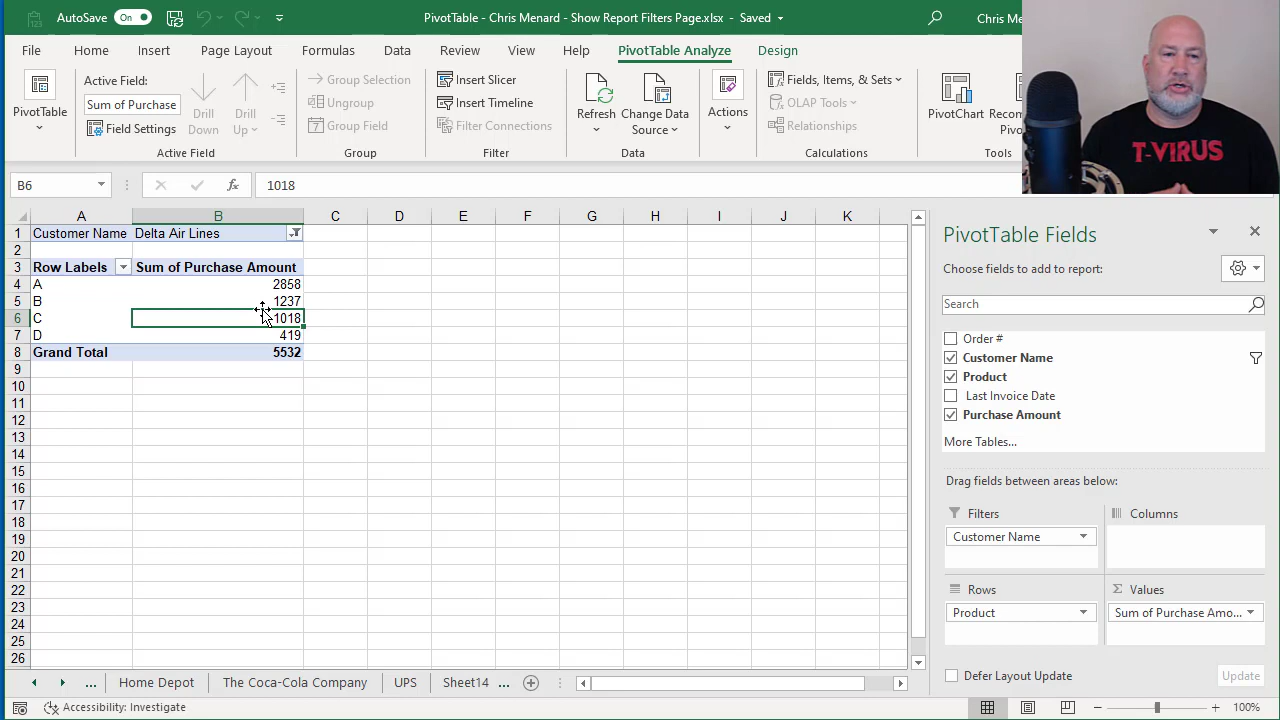 AutoSave On PivotTable - Chris Menard - Show Report Filters Page.xlsx - Saved Chris Men
File Home Insert Page Layout Formulas Data Review View Help PivotTable Analyze Design
PivotTable
Active Field:
Sum of Purchase
Field Settings
Drill Down
Drill Up
Active Field
Group Selection
Ungroup
Group Field
Group
Insert Slicer
Insert Timeline
Filter Connections
Filter
Refresh
Change Data Source
Data
Actions
Fields, Items, & Sets
OLAP Tools
Relationships
Calculations
PivotChart
Recom
Pivo
Tools
T-VIRUS
B6 fx 1018
A B C D E F G H I J K
1 Customer Name Delta Air Lines
2
3 Row Labels Sum of Purchase Amount
4 A 2858
5 B 1237
6 C 1018
7 D 419
8 Grand Total 5532
9
10
11
12
13
14
15
16
17
18
19
20
21
22
23
24
25
26
PivotTable Fields
Choose fields to add to report:
Search
Order #
Customer Name
Product
Last Invoice Date
Purchase Amount
More Tables...
Drag fields between areas below:
Filters
Customer Name
Columns
Rows
Product
Values
Sum of Purchase Amo...
Defer Layout Update Update
... Home Depot The Coca-Cola Company UPS Sheet14 ...
Accessibility: Investigate 100%